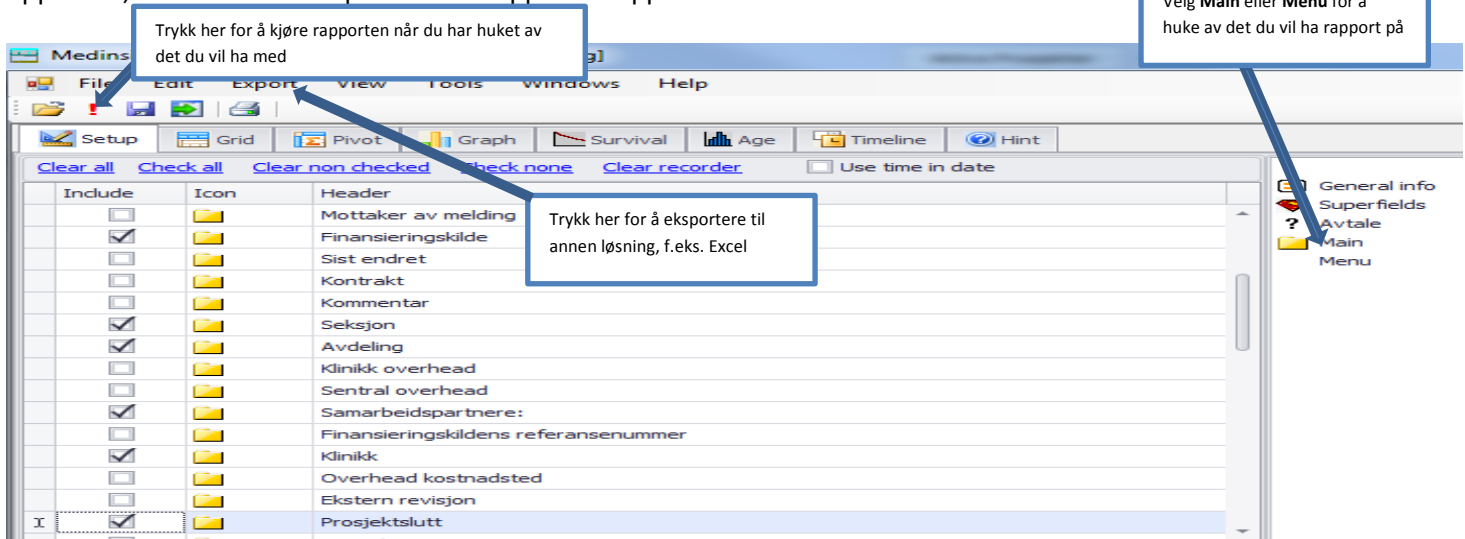 Velg Main eller Menu for å
huke av det du vil ha rapport på
Trykk her for å kjøre rapporten når du har huket av
det du vil ha med
Medins
g]
File Edit Export View Tools Windows Help
Setup Grid Pivot Graph Survival Age Timeline Hint
Clear all Check all Clear non checked Check none Clear recorder Use time in date
Include Icon Header
Mottaker av melding
Finansieringskilde
Sist endret
Kontrakt
Kommentar
Seksjon
Avdeling
Klinikk overhead
Sentral overhead
Samarbeidspartnere:
Finansieringskildens referansenummer
Klinikk
Overhead kostnadsted
Ekstern revisjon
Prosjektslutt
Trykk her for å eksportere til
annen løsning, f.eks. Excel
General info
Superfields
? Avtale
Main
Menu